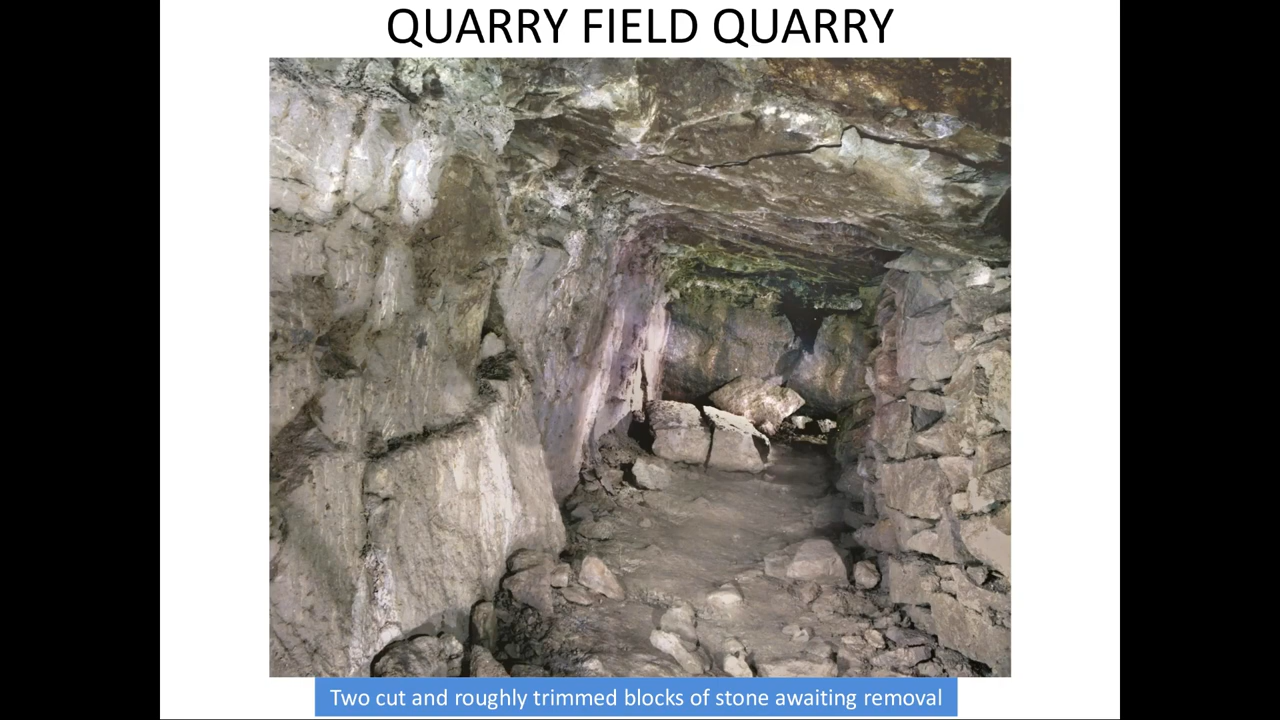 QUARRY FIELD QUARRY
Two cut and roughly trimmed blocks of stone awaiting removal